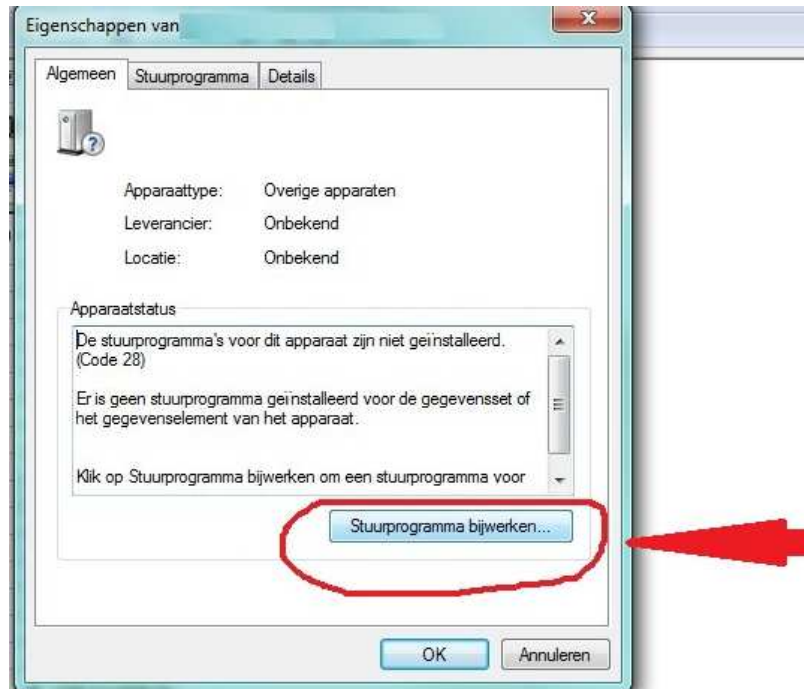 Eigenschappen van
Algemeen
Stuurprogramma
Details
Apparaattype: Overige apparaten
Leverancier: Onbekend
Locatie: Onbekend
Apparaatstatus
De stuurprogramma's voor dit apparaat zijn niet geïnstalleerd.
(Code 28)
Er is geen stuurprogramma geïnstalleerd voor de gegevensset of
het gegevenselement van het apparaat.
Klik op Stuurprogramma bijwerken om een stuurprogramma voor
Stuurprogramma bijwerken...
OK
Annuleren